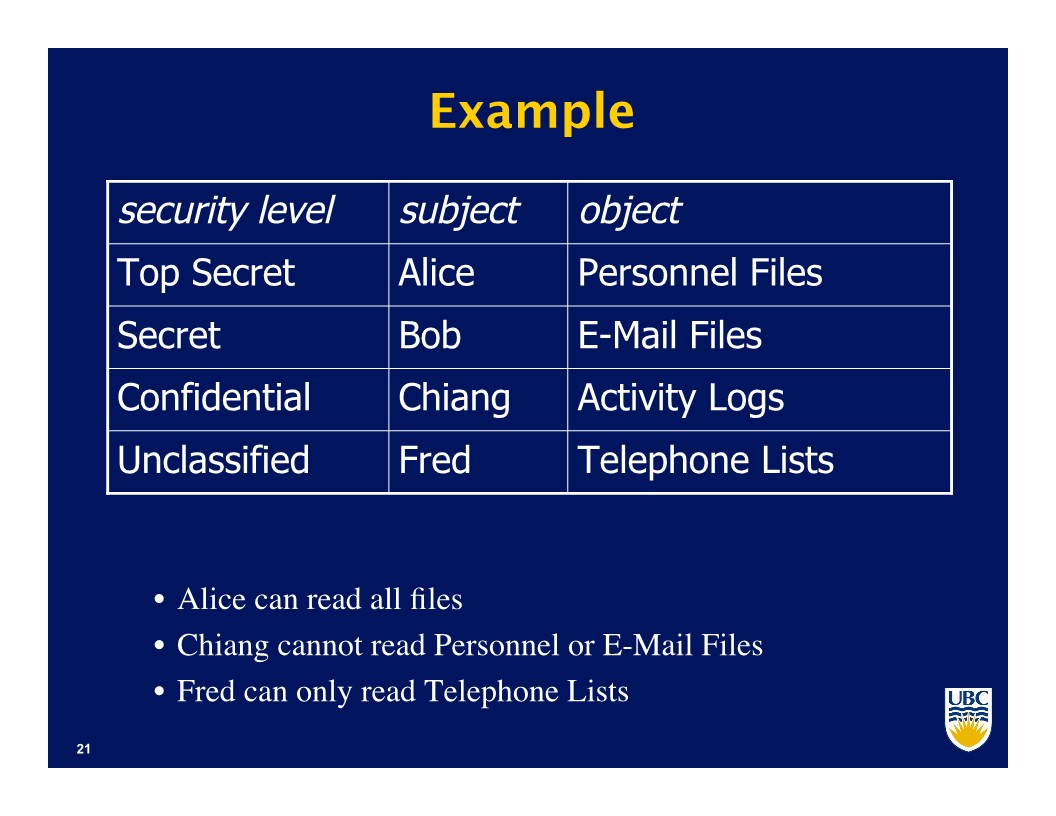 Example
security level subject object
Top Secret Alice Personnel Files
Secret Bob E-Mail Files
Confidential Chiang Activity Logs
Unclassified Fred Telephone Lists
• Alice can read all files
• Chiang cannot read Personnel or E-Mail Files
• Fred can only read Telephone Lists
UBC
21